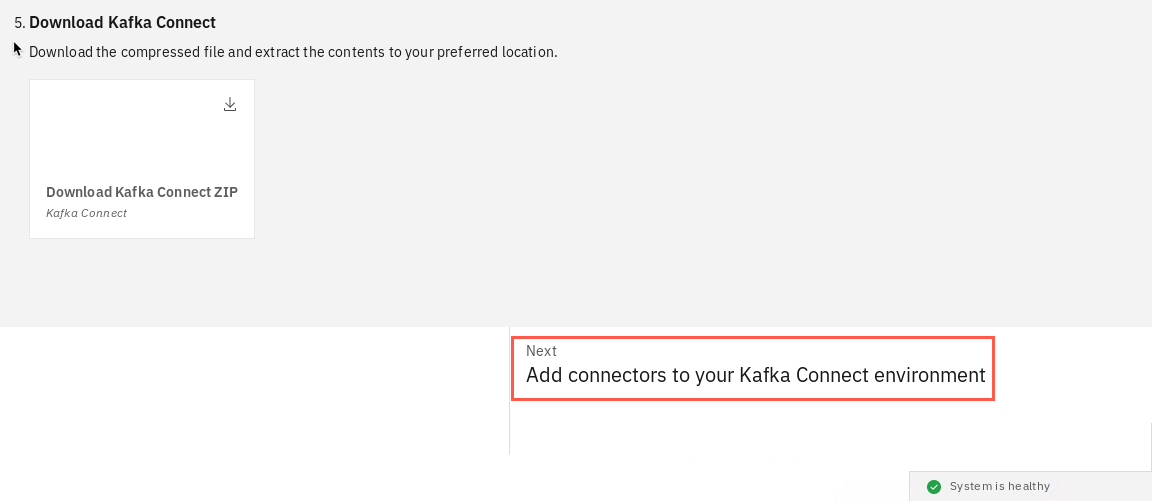 5. Download Kafka Connect
Download the compressed file and extract the contents to your preferred location.
Download Kafka Connect ZIP
Kafka Connect
Next
Add connectors to your Kafka Connect environment
System is healthy